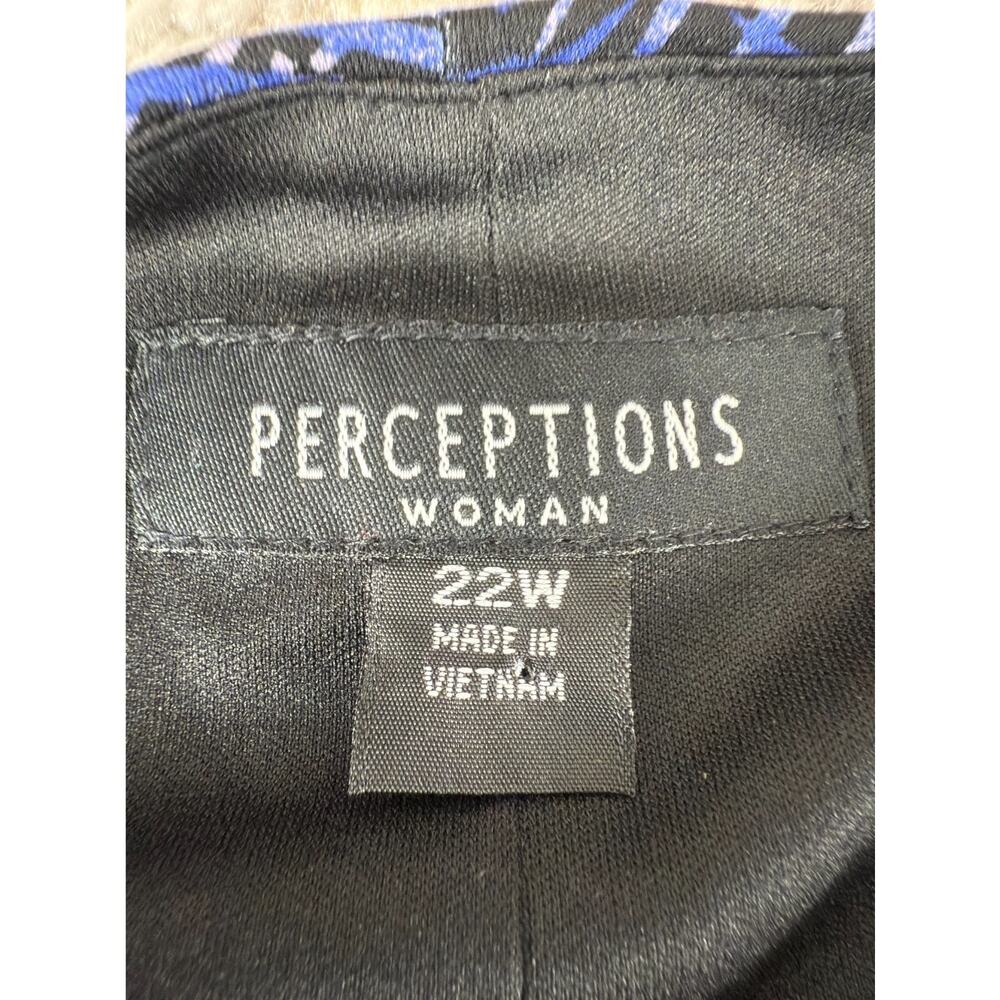 PERCEPTIONS
WOMAN
22W
MADE IN
VIETNAM